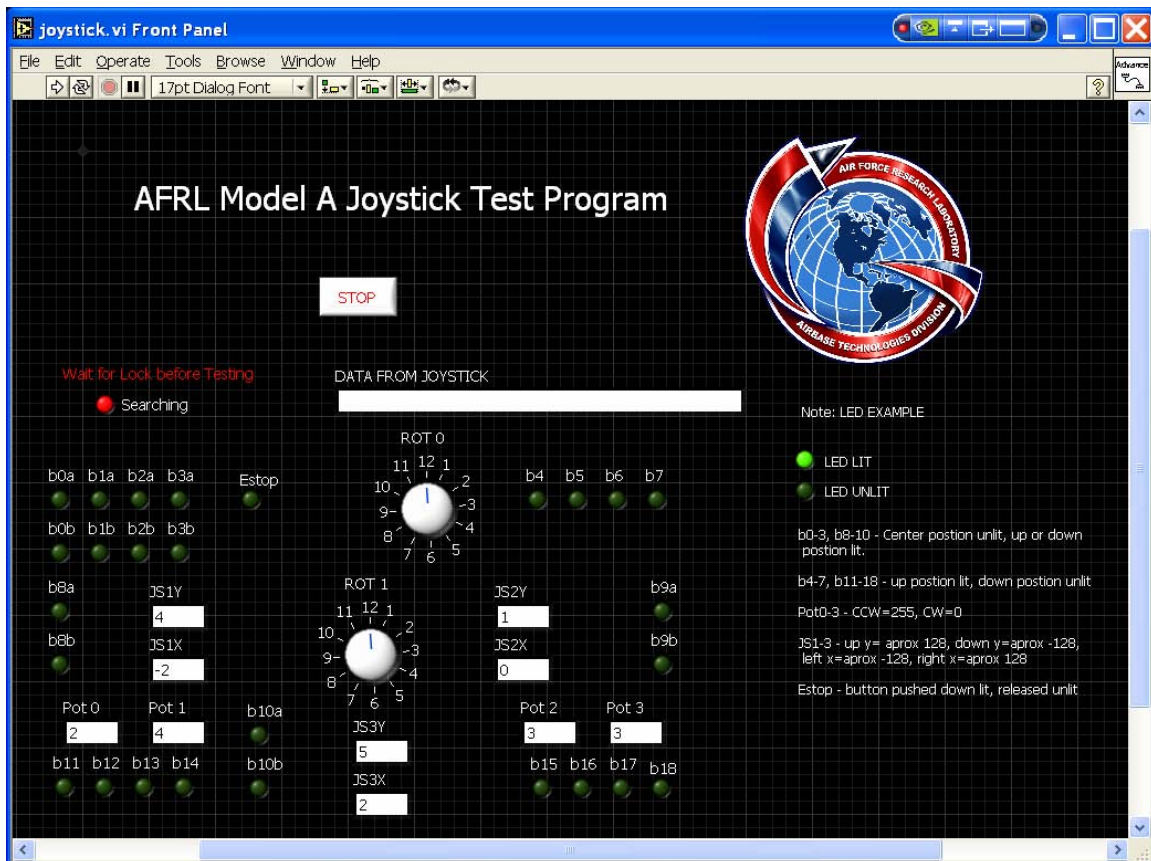 joystick.vi Front Panel
File Edit Operate Tools Browse Window Help
17pt Dialog Font
?
Advance
AFRL Model A Joystick Test Program
AIR FORCE RESEARCH LABORATORY
AIRBASE TECHNOLOGIES DIVISION
STOP
Wait for Lock before Testing
Searching
DATA FROM JOYSTICK
Note: LED EXAMPLE
LED LIT
LED UNLIT
ROT 0
12 1 2 3 4 5 6 7 8 9 10 11
b0a b1a b2a b3a
Estop
b4 b5 b6 b7
b0b b1b b2b b3b
b0-3, b8-10 - Center postion unlit, up or down
postion lit.
b4-7, b11-18 - up postion lit, down postion unlit
Pot0-3 - CCW=255, CW=0
JS1-3 - up y= aprox 128, down y=aprox -128,
left x=aprox -128, right x=aprox 128
Estop - button pushed down lit, released unlit
b8a
JS1Y
4
ROT 1
12 1 2 3 4 5 6 7 8 9 10 11
JS2Y
1
b9a
b8b
JS1X
-2
JS2X
0
b9b
Pot 0
2
Pot 1
4
b10a
JS3Y
5
Pot 2
3
Pot 3
3
b11 b12 b13 b14
b10b
JS3X
2
b15 b16 b17 b18